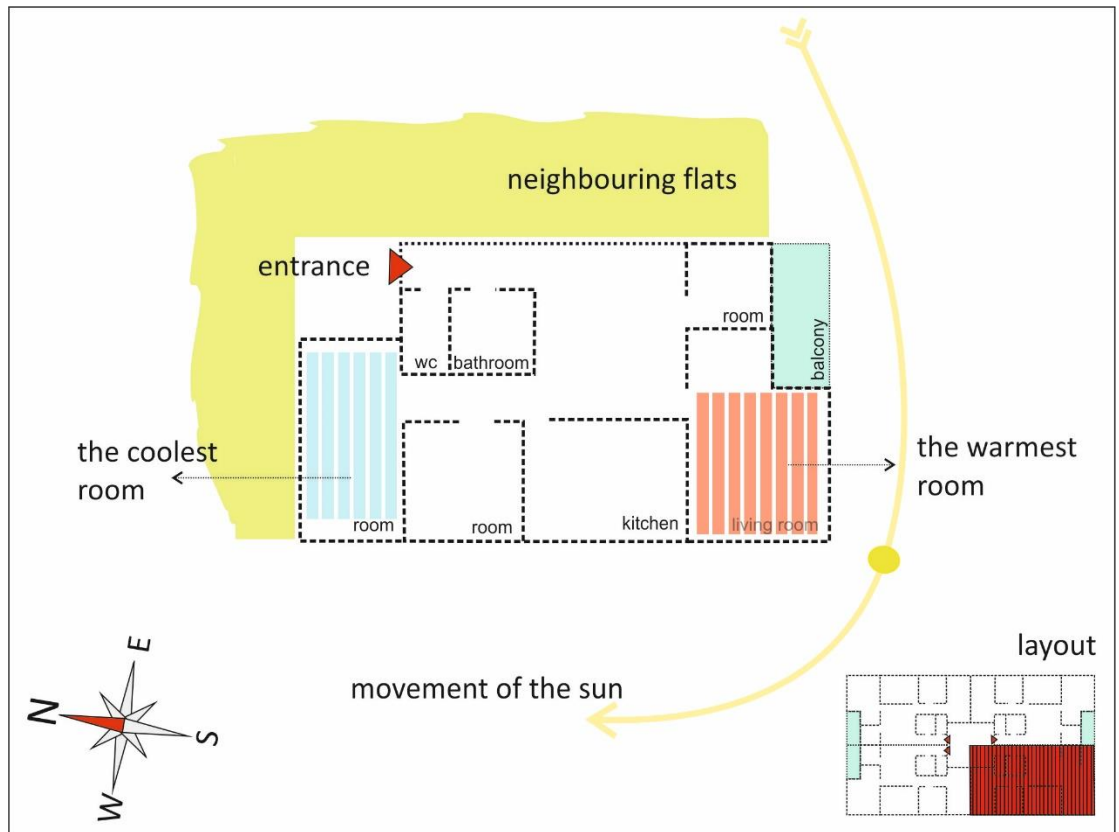 neighbouring flats
entrance
room
balcony
wc
bathroom
the coolest
room
the warmest
room
room
room
kitchen
living room
layout
movement of the sun
E
N
S
W